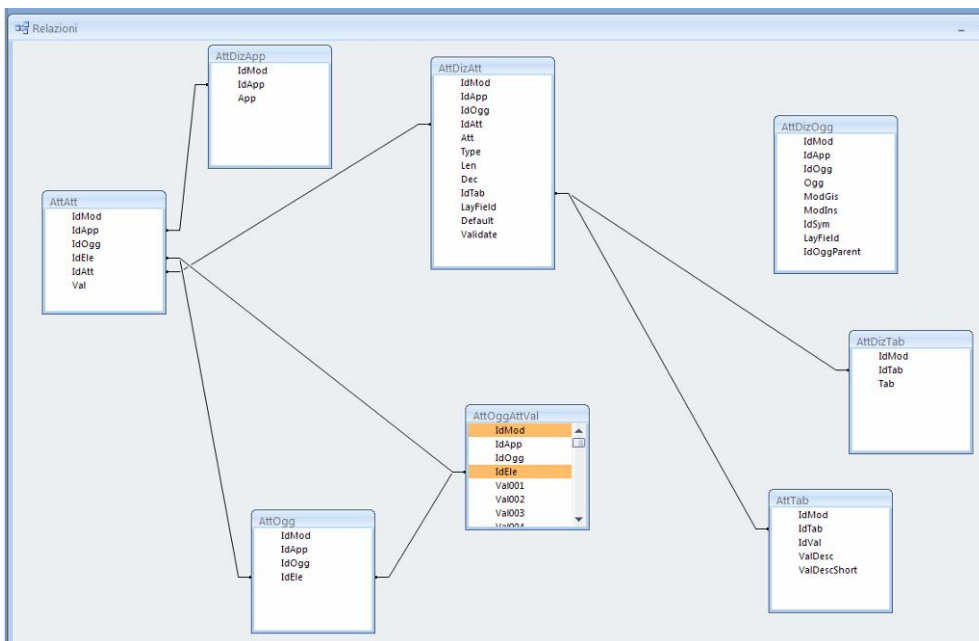 Relazioni
AttDizApp
IdMod
IdApp
App
AttDizAtt
IdMod
IdApp
IdOgg
IdAtt
Att
Type
Len
Dec
IdTab
LayField
Default
Validate
AttDizOgg
IdMod
IdApp
IdOgg
Ogg
ModGis
ModIns
IdSym
LayField
IdOggParent
AttAtt
IdMod
IdApp
IdOgg
IdEle
IdAtt
Val
AttDizTab
IdMod
IdTab
Tab
AttOggAttVal
IdMod
IdApp
IdOgg
IdEle
Val001
Val002
Val003
Val004
AttTab
IdMod
IdTab
IdVal
ValDesc
ValDescShort
AttOgg
IdMod
IdApp
IdOgg
IdEle